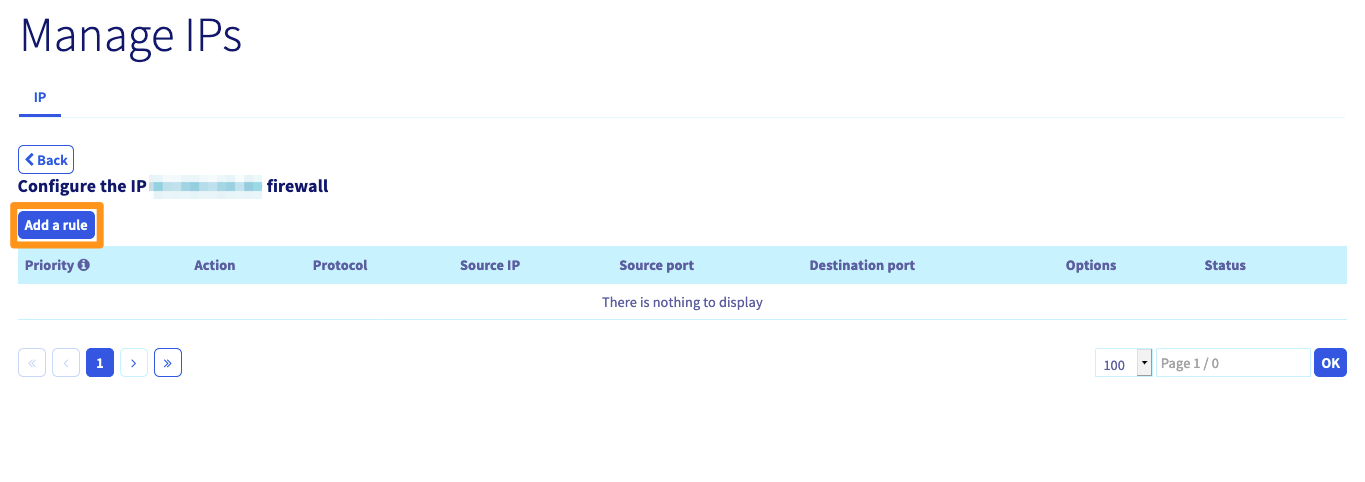 Manage IPs
IP
Back
Configure the IP firewall
Add a rule
Priority Action Protocol Source IP Source port Destination port Options Status
There is nothing to display
« ‹ 1 › » 100 Page 1 / 0 OK